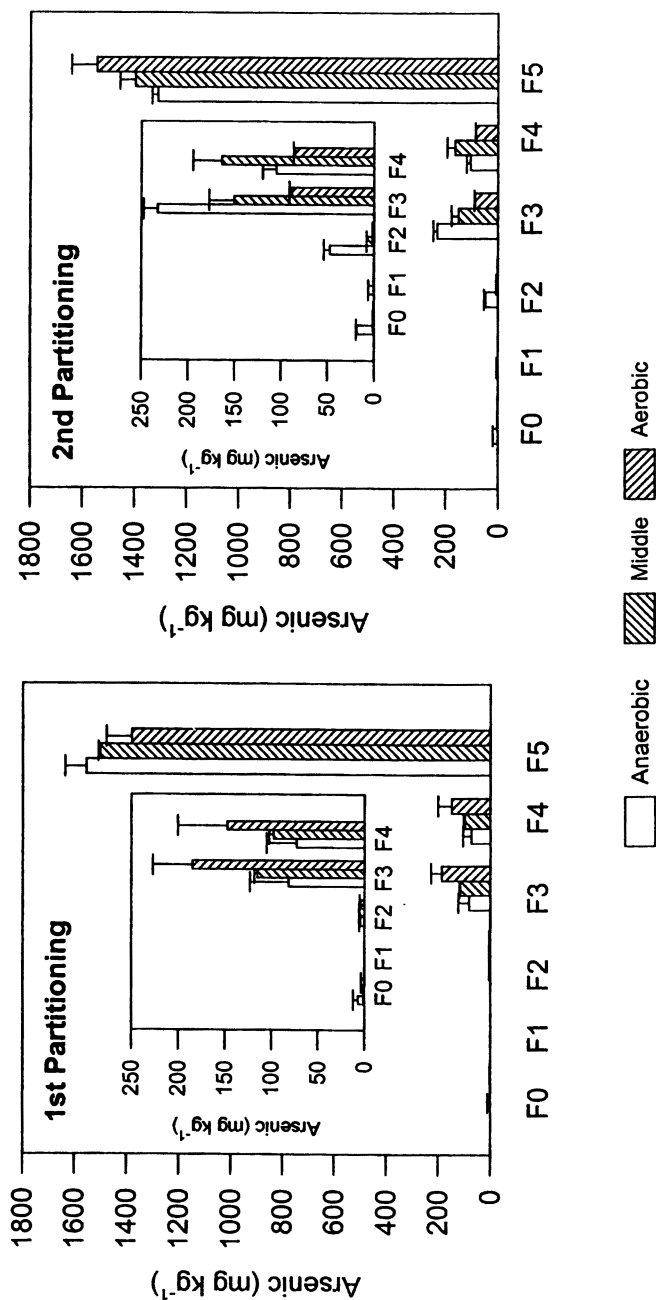 1st Partitioning
Arsenic (mg kg⁻¹)
1800
1600
1400
1200
1000
800
600
400
200
0
F0 F1 F2 F3 F4 F5
Arsenic (mg kg⁻¹)
250
200
150
100
50
0
F0 F1 F2 F3 F4
2nd Partitioning
Arsenic (mg kg⁻¹)
1800
1600
1400
1200
1000
800
600
400
200
0
F0 F1 F2 F3 F4 F5
Arsenic (mg kg⁻¹)
250
200
150
100
50
0
F0 F1 F2 F3 F4
Anaerobic Middle Aerobic